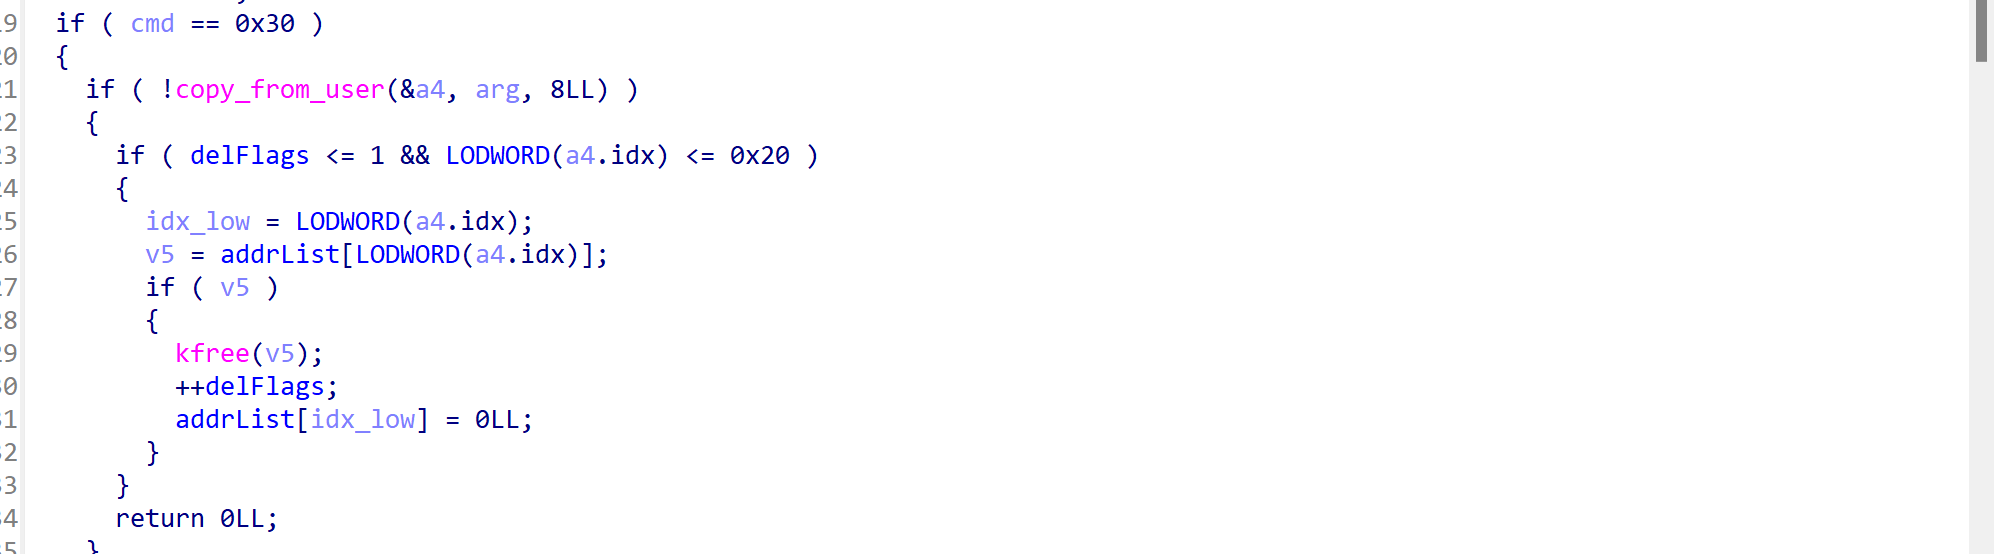 9 if ( cmd == 0x30 )
0 {
1 if ( !copy_from_user(&a4, arg, 8LL) )
2 {
3 if ( delFlags <= 1 && LODWORD(a4.idx) <= 0x20 )
4 {
5 idx_low = LODWORD(a4.idx);
6 v5 = addrList[LODWORD(a4.idx)];
7 if ( v5 )
8 {
9 kfree(v5);
0 ++delFlags;
1 addrList[idx_low] = 0LL;
2 }
3 }
4 return 0LL;
5 }